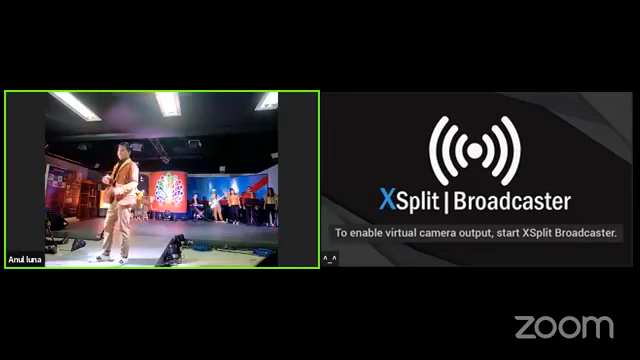 XSplit | Broadcaster
To enable virtual camera output, start XSplit Broadcaster.
Anul luna
^_^
zoom